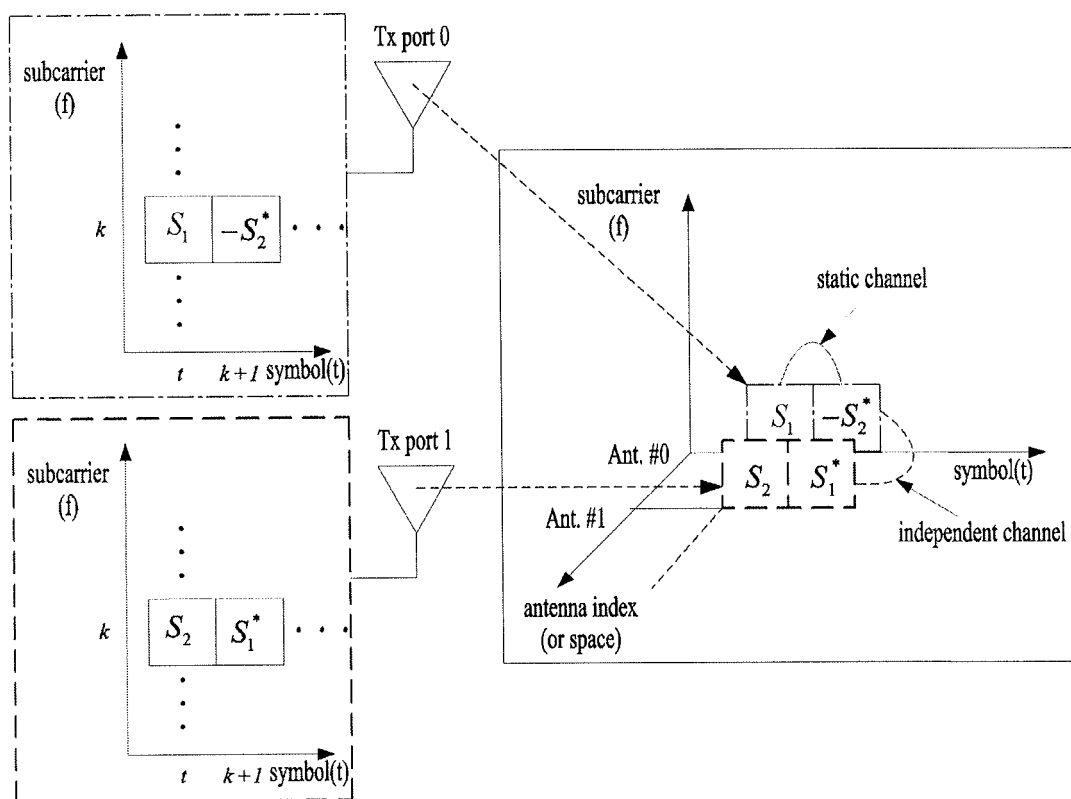 Tx port 0
subcarrier
(f)
k
S₁ −S₂*
t k+1 symbol(t)
Tx port 1
subcarrier
(f)
k
S₂ S₁*
t k+1 symbol(t)
subcarrier
(f)
static channel
S₁ −S₂*
Ant. #0
S₂ S₁*
symbol(t)
Ant. #1
independent channel
antenna index
(or space)